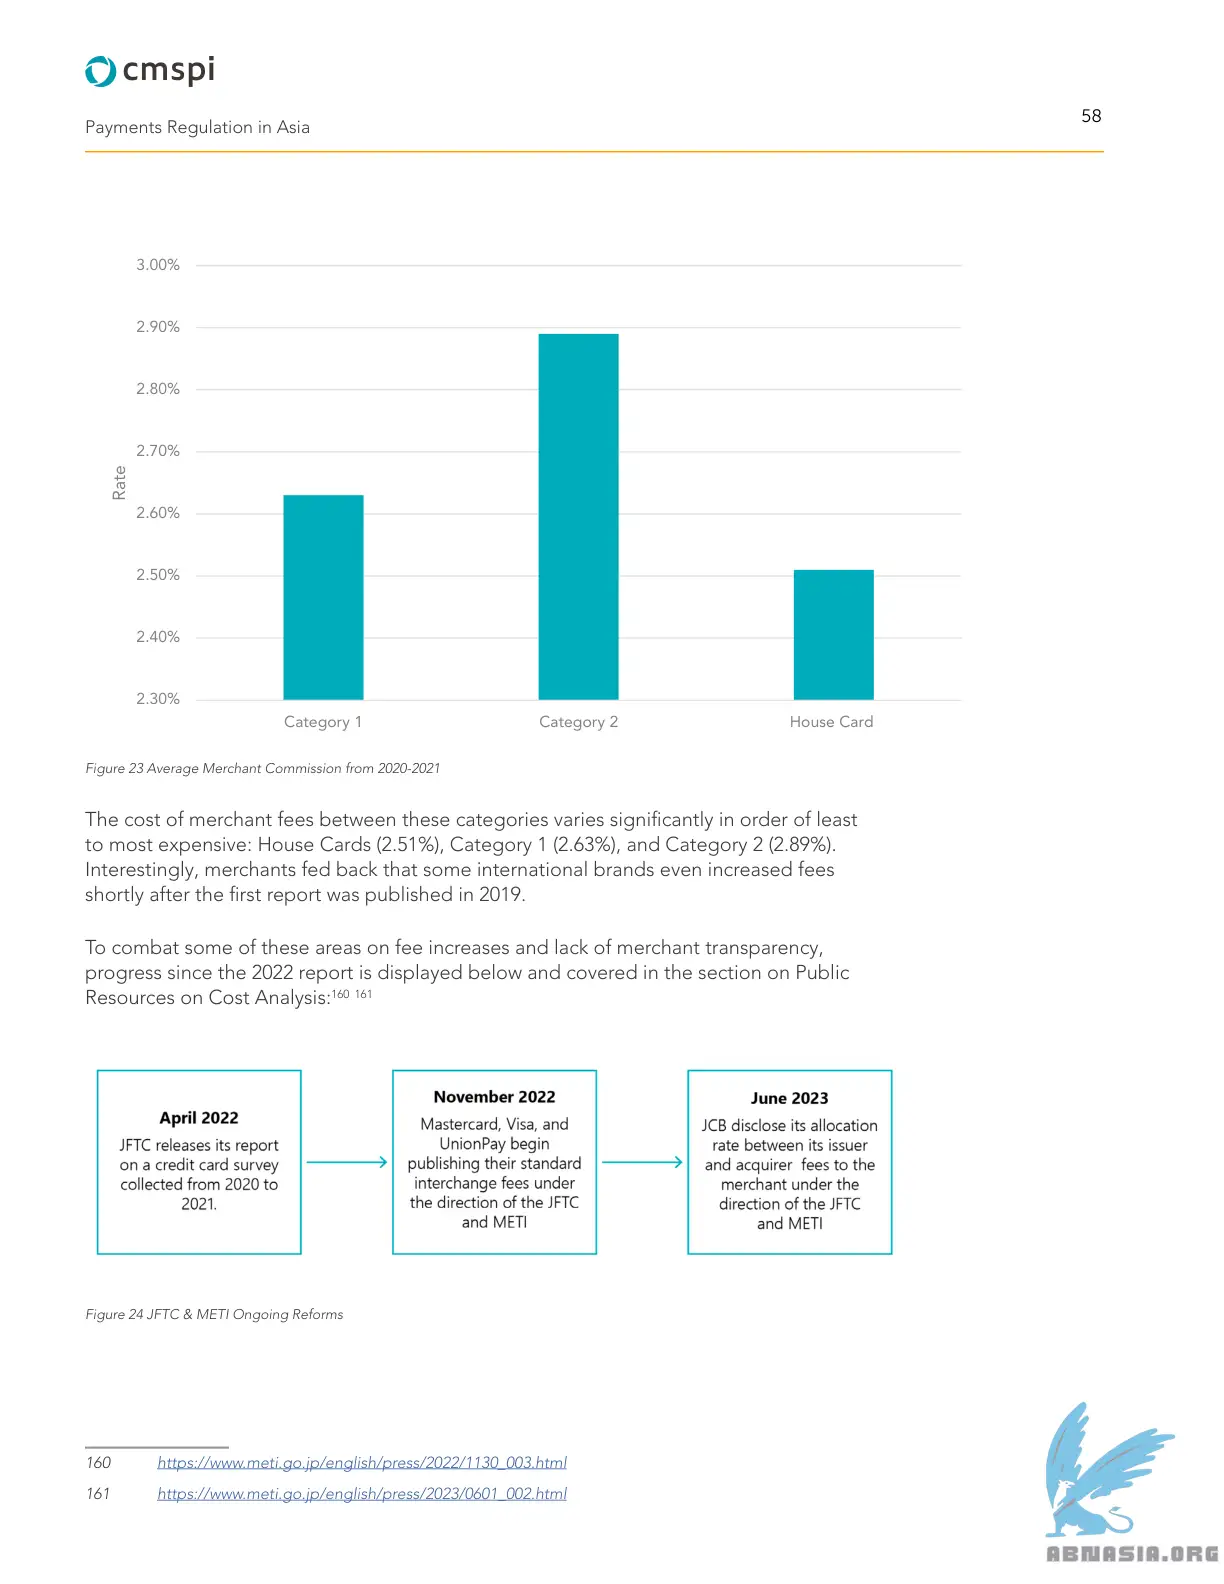 cmspi
58
Payments Regulation in Asia
3.00%
2.90%
2.80%
2.70%
2.60%
2.50%
2.40%
2.30%
Rate
Category 1
Category 2
House Card
Figure 23 Average Merchant Commission from 2020-2021
The cost of merchant fees between these categories varies significantly in order of least
to most expensive: House Cards (2.51%), Category 1 (2.63%), and Category 2 (2.89%).
Interestingly, merchants fed back that some international brands even increased fees
shortly after the first report was published in 2019.
To combat some of these areas on fee increases and lack of merchant transparency,
progress since the 2022 report is displayed below and covered in the section on Public
Resources on Cost Analysis:160 161
April 2022
JFTC releases its report
on a credit card survey
collected from 2020 to
2021.
November 2022
Mastercard, Visa, and
UnionPay begin
publishing their standard
interchange fees under
the direction of the JFTC
and METI
June 2023
JCB disclose its allocation
rate between its issuer
and acquirer fees to the
merchant under the
direction of the JFTC
and METI
Figure 24 JFTC & METI Ongoing Reforms
160 https://www.meti.go.jp/english/press/2022/1130_003.html
161 https://www.meti.go.jp/english/press/2023/0601_002.html
ABNASIA.ORG